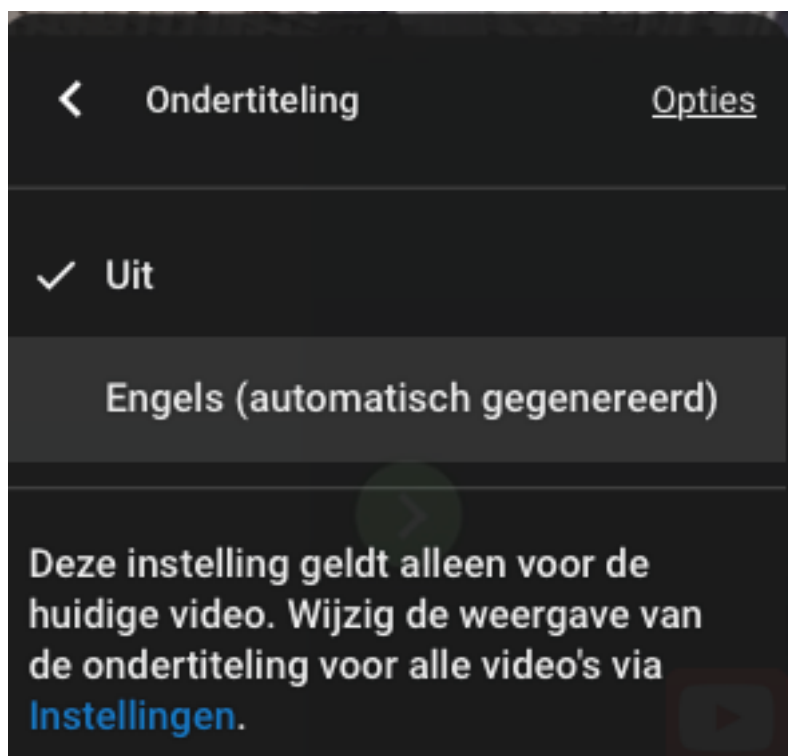 Ondertiteling Opties
Uit
Engels (automatisch gegenereerd)
Deze instelling geldt alleen voor de
huidige video. Wijzig de weergave van
de ondertiteling voor alle video's via
Instellingen.